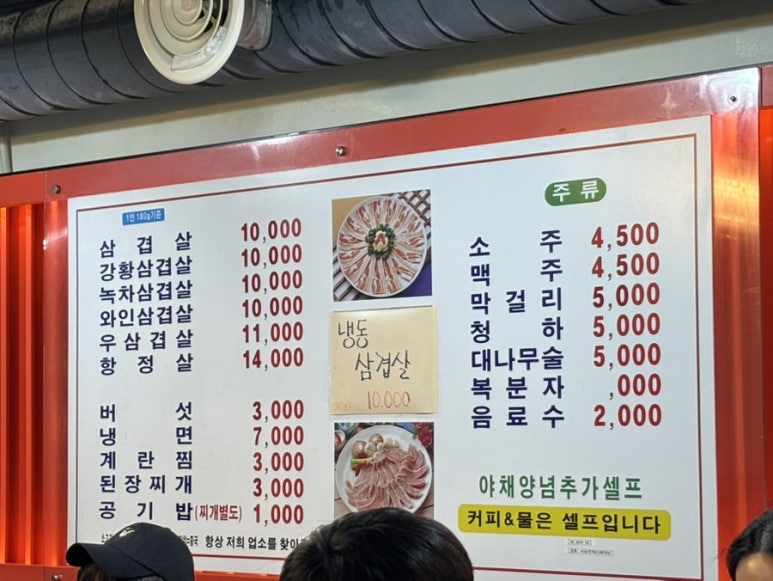 1인 180g기준
삼겹살 10,000
강황삼겹살 10,000
녹차삼겹살 10,000
와인삼겹살 10,000
우삼겹살 11,000
항정살 14,000
버섯 3,000
냉면 7,000
계란찜 3,000
된장찌개 3,000
공기밥(찌개별도) 1,000
항상 저희 업소를 찾아
냉동
삼겹살
180g 10.000
주류
소주 4,500
맥주 4,500
막걸리 5,000
청하 5,000
대나무술 5,000
복분자 ,000
음료수 2,000
야채양념추가셀프
커피&물은 셀프입니다